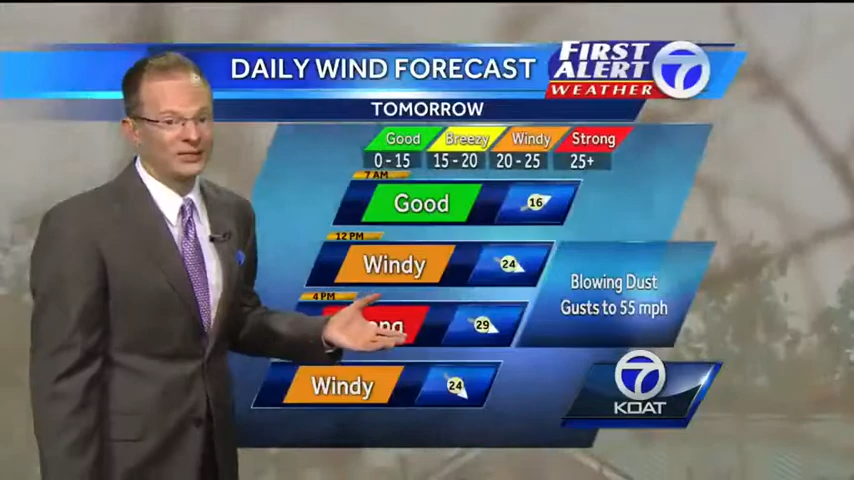 DAILY WIND FORECAST
FIRST
ALERT
WEATHER
7
TOMORROW
Good Breezy Windy Strong
0 - 15 15 - 20 20 - 25 25+
7 AM
Good 16
12 PM
Windy 24
Blowing Dust
Gusts to 55 mph
4 PM
29
Windy 24
7
KOAT